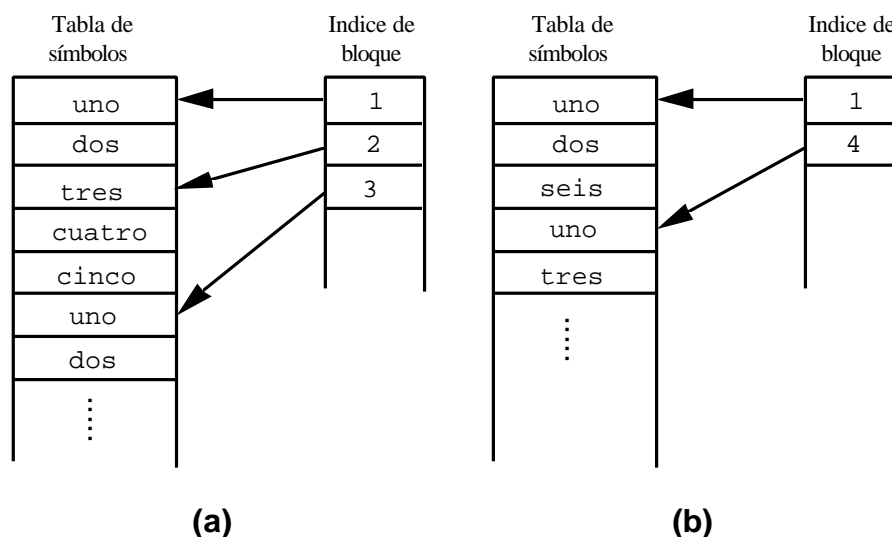 Tabla de
símbolos
Indice de
bloque
uno
dos
tres
cuatro
cinco
uno
dos
1
2
3
(a)
Tabla de
símbolos
Indice de
bloque
uno
dos
seis
uno
tres
1
4
(b)